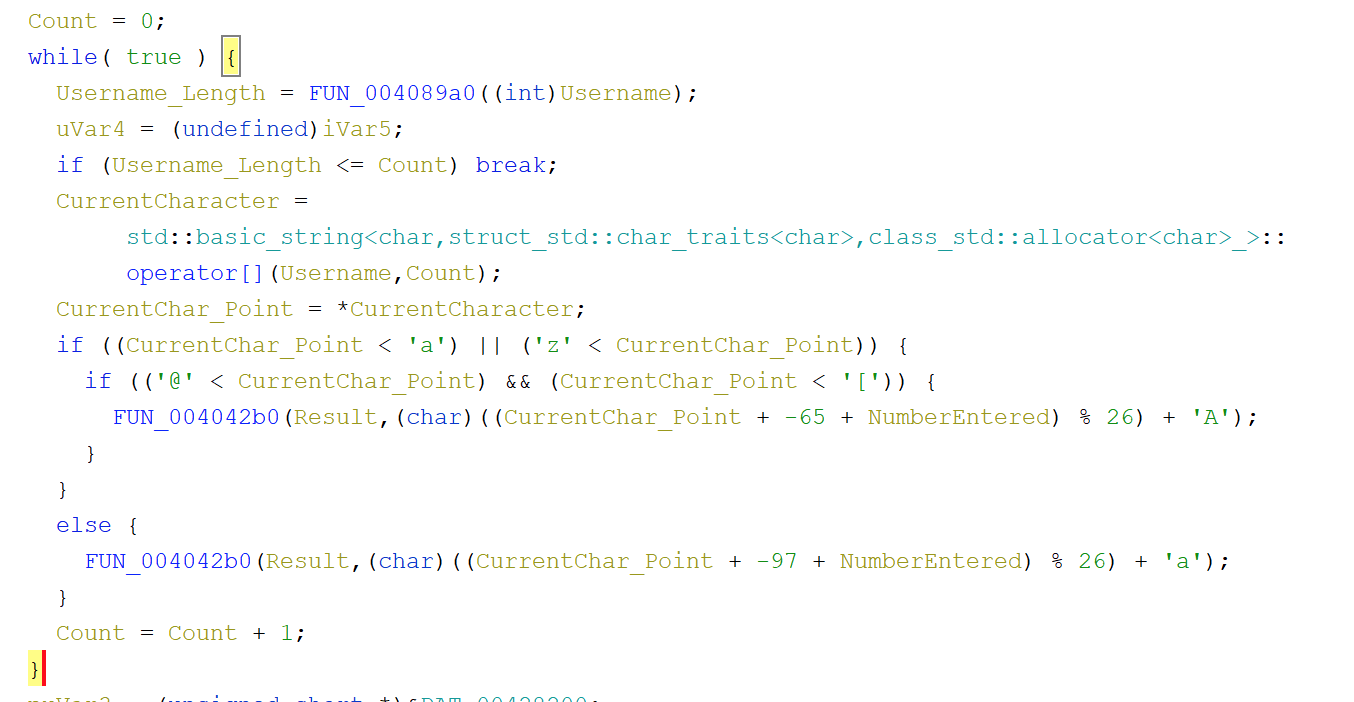 Count = 0;
while( true ) {
Username_Length = FUN_004089a0((int)Username);
uVar4 = (undefined)iVar5;
if (Username_Length <= Count) break;
CurrentCharacter =
std::basic_string<char,struct_std::char_traits<char>,class_std::allocator<char>_>::
operator[](Username,Count);
CurrentChar_Point = *CurrentCharacter;
if ((CurrentChar_Point < 'a') || ('z' < CurrentChar_Point)) {
if (('@' < CurrentChar_Point) && (CurrentChar_Point < '[')) {
FUN_004042b0(Result,(char)((CurrentChar_Point + -65 + NumberEntered) % 26) + 'A');
}
}
else {
FUN_004042b0(Result,(char)((CurrentChar_Point + -97 + NumberEntered) % 26) + 'a');
}
Count = Count + 1;
}